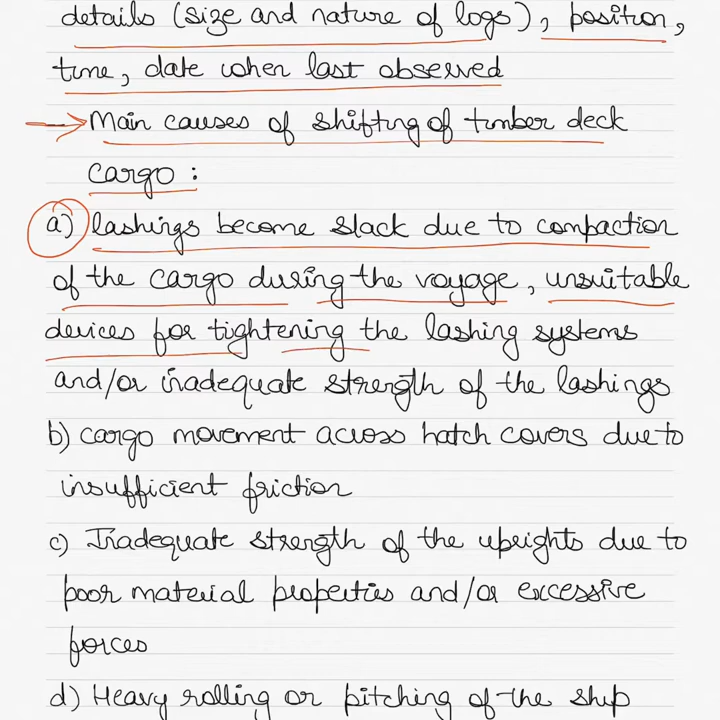 details (size and nature of logs), position,
time, date when last observed
→ Main causes of shifting of timber deck
cargo :
a) lashings become slack due to compaction
of the cargo during the voyage, unsuitable
devices for tightening the lashing systems
and/or inadequate strength of the lashings
b) cargo movement across hatch covers due to
insufficient friction
c) Inadequate strength of the uprights due to
poor material properties and/or excessive
forces
d) Heavy rolling or pitching of the ship